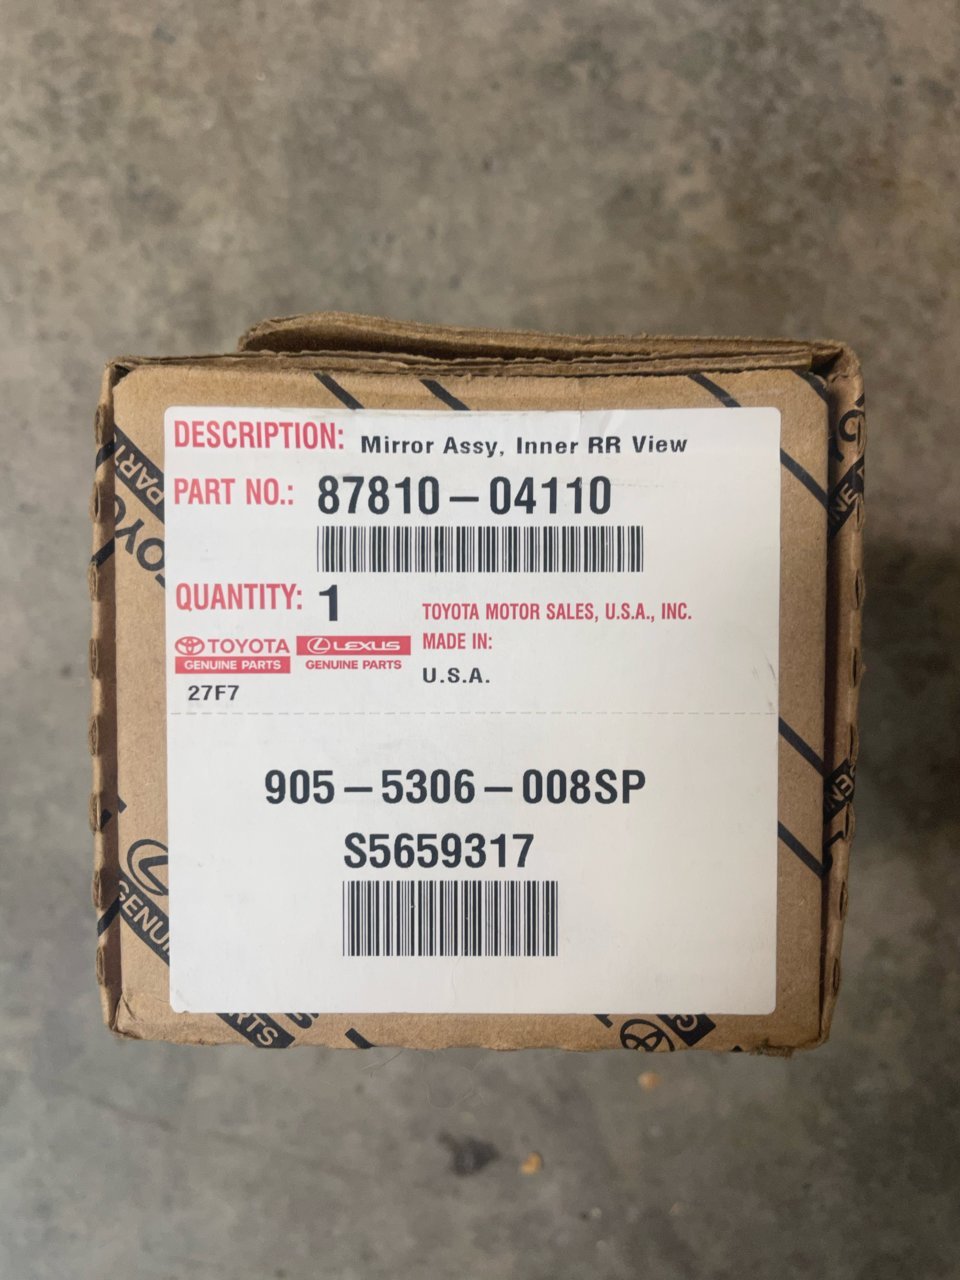 DESCRIPTION: Mirror Assy, Inner RR View
PART NO.: 87810-04110
QUANTITY: 1
TOYOTA MOTOR SALES, U.S.A., INC.
TOYOTA LEXUS
MADE IN:
GENUINE PARTS GENUINE PARTS
U.S.A.
27F7
905-5306-008SP
S5659317